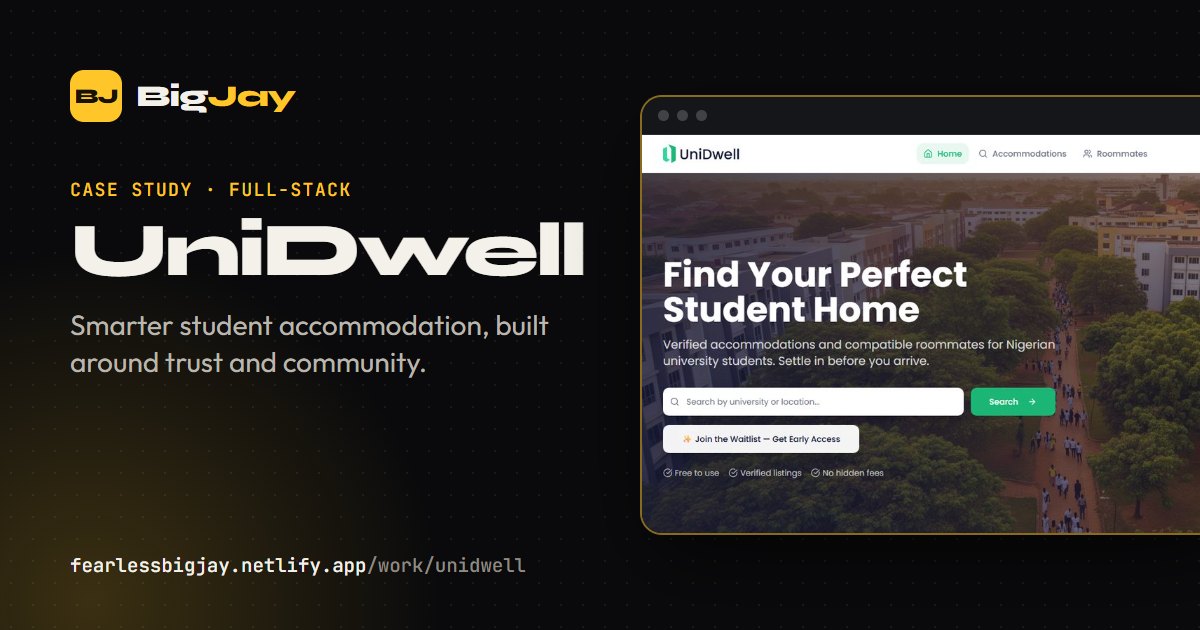 BJ BigJay
CASE STUDY · FULL-STACK
UniDwell
Smarter student accommodation, built
around trust and community.
fearlessbigjay.netlify.app/work/unidwell
UniDwell
Home Accommodations Roommates
Find Your Perfect
Student Home
Verified accommodations and compatible roommates for Nigerian
university students. Settle in before you arrive.
Search by university or location...
Search →
✨ Join the Waitlist — Get Early Access
Free to use Verified listings No hidden fees